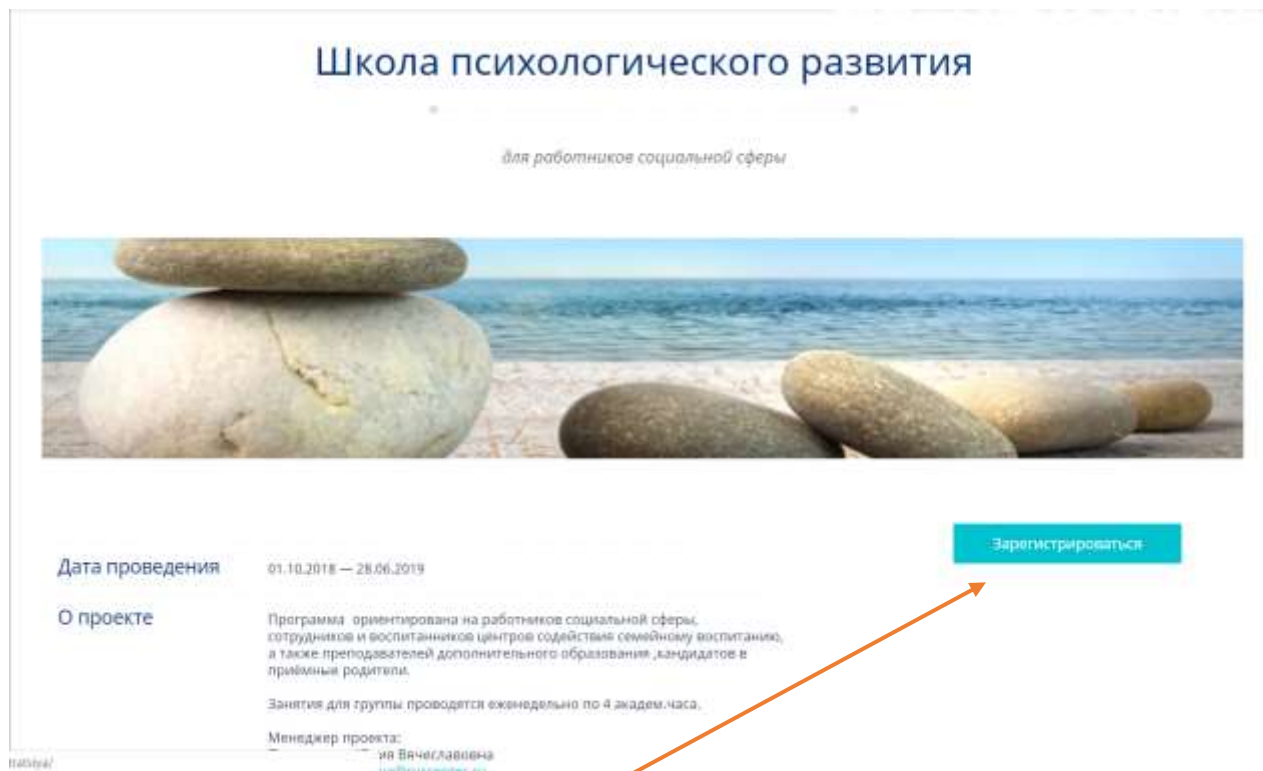 Школа психологического развития
для работников социальной сферы
Зарегистрироваться
Дата проведения
01.10.2018 — 28.06.2019
О проекте
Программа ориентирована на работников социальной сферы,
сотрудников и воспитанников центров содействия семейному воспитанию,
а также преподавателей дополнительного образования ,кандидатов в
приёмные родители.
Занятия для группы проводятся еженедельно по 4 академ.часа.
Менеджер проекта:
Вячеславовна